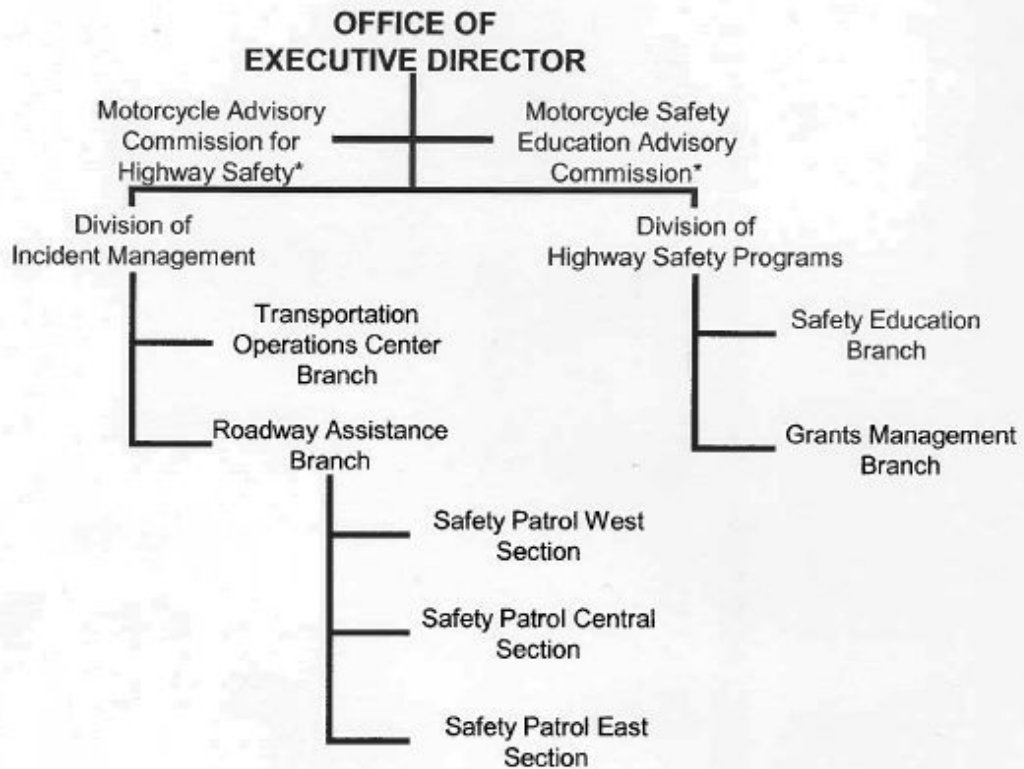 OFFICE OF
EXECUTIVE DIRECTOR
Motorcycle Advisory
Commission for
Highway Safety*
Motorcycle Safety
Education Advisory
Commission*
Division of
Incident Management
Division of
Highway Safety Programs
Transportation
Operations Center
Branch
Roadway Assistance
Branch
Safety Patrol West
Section
Safety Patrol Central
Section
Safety Patrol East
Section
Safety Education
Branch
Grants Management
Branch